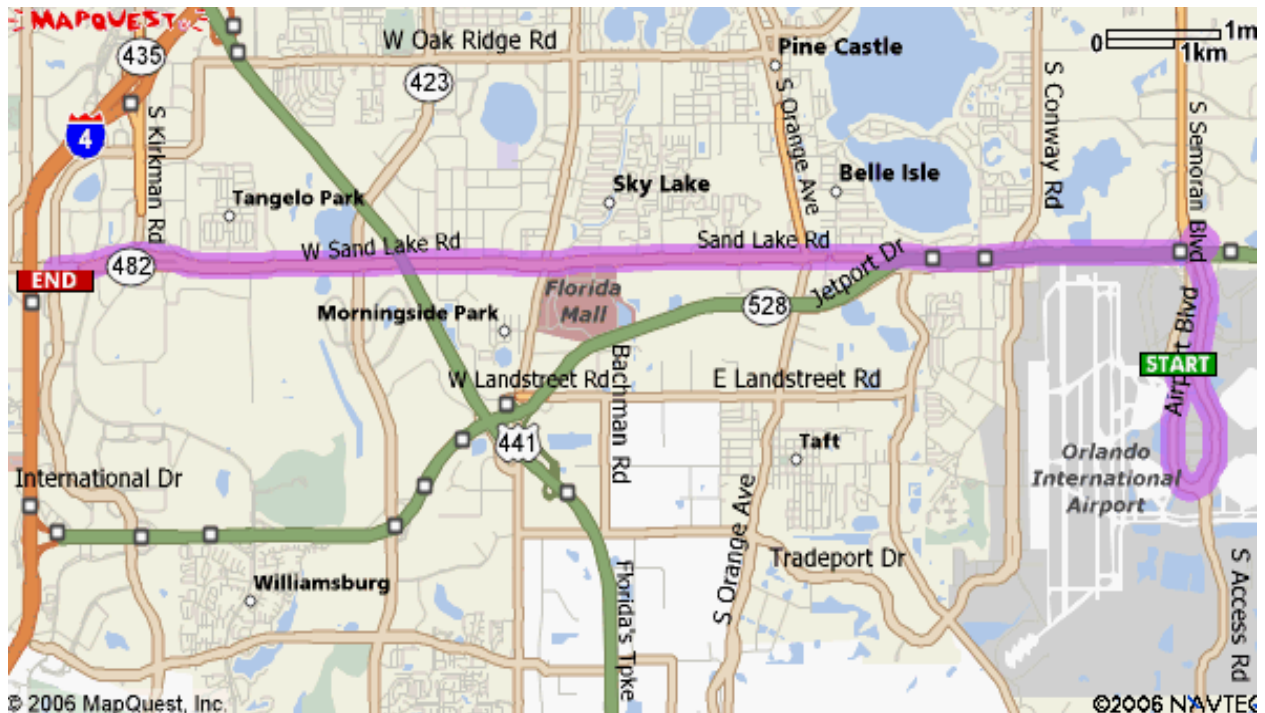 MAPQUEST
435
W Oak Ridge Rd
Pine Castle
0
1m
1km
423
4
S Kirkman Rd
S Orange Ave
S Conway Rd
S Semoran Blvd
Tangelo Park
Sky Lake
Belle Isle
W Sand Lake Rd
Sand Lake Rd
482
END
Jetport Dr
Florida
Mall
Morningside Park
528
Airport Blvd
START
W Landstreet Rd
Bachman Rd
E Landstreet Rd
441
Taft
Orlando
International
Airport
International Dr
S Orange Ave
Tradeport Dr
Williamsburg
Florida's Tpke
S Access Rd
© 2006 MapQuest, Inc.
©2006 NAVTEQ